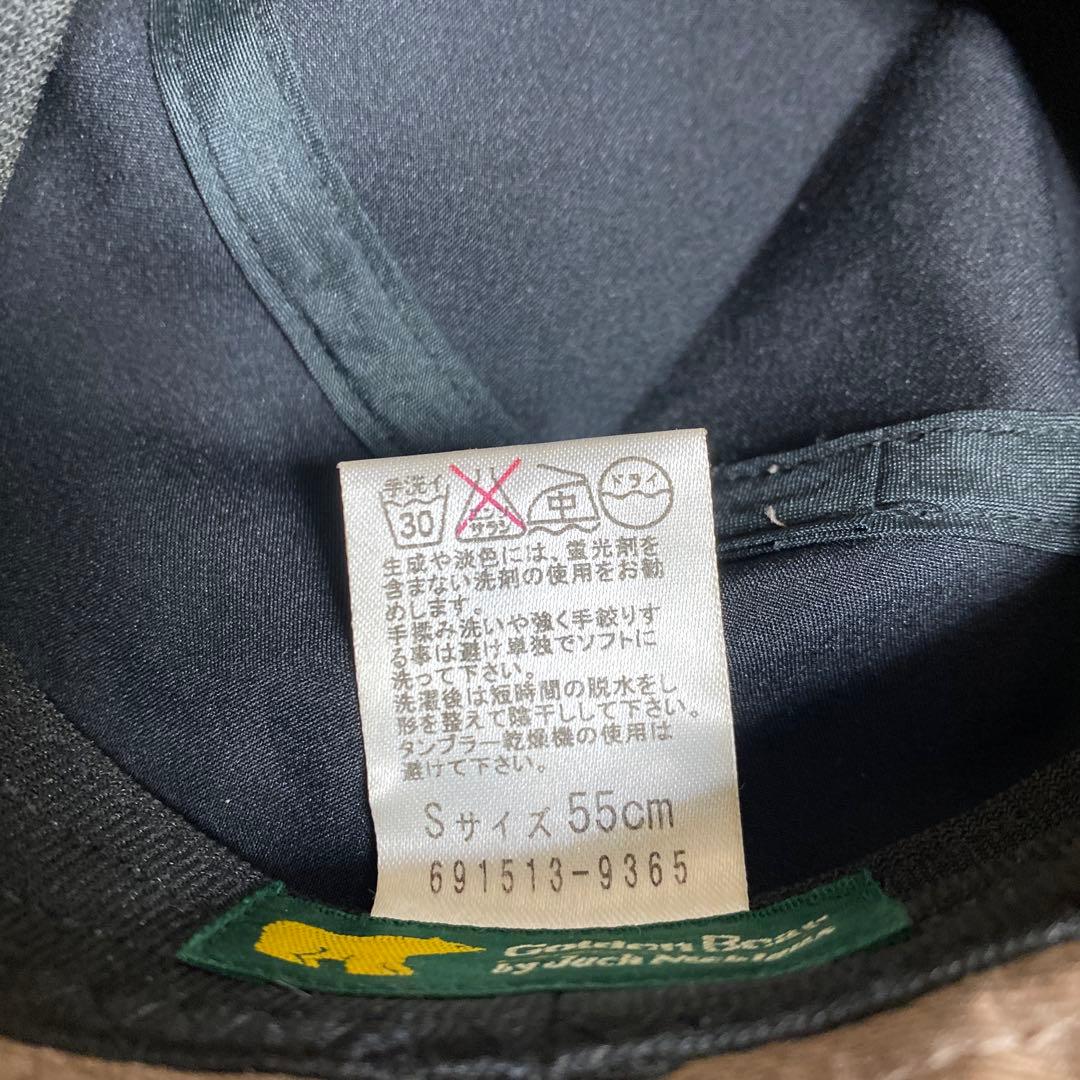 手洗イ
30
エンソ
サラシ
中
ドライ
生成や淡色には、蛍光剤を
含まない洗剤の使用をお勧
めします。
手揉み洗いや強く手絞りす
る事は避け単独でソフトに
洗って下さい。
洗濯後は短時間の脱水をし
形を整えて陰干しして下さい。
タンブラー乾燥機の使用は
避けて下さい。
Sサイズ 55cm
691513-9365
Golden Bear
by Jack Nicklaus